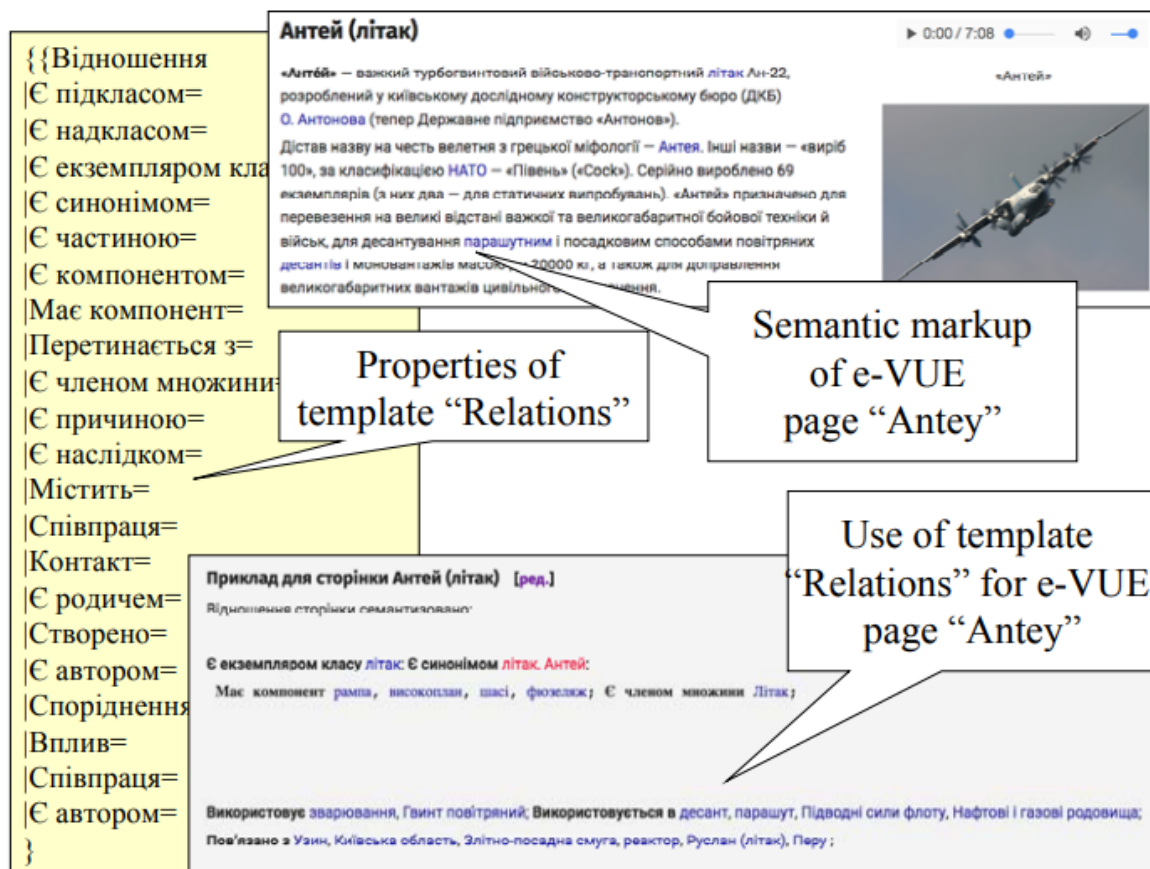 {{Відношення
|Є підкласом=
|Є надкласом=
|Є екземпляром кла
|Є синонімом=
|Є частиною=
|Є компонентом=
|Має компонент=
|Перетинається з=
|Є членом множини=
|Є причиною=
|Є наслідком=
|Містить=
|Співпраця=
|Контакт=
|Є родичем=
|Створено=
|Є автором=
|Споріднення
|Вплив=
|Співпраця=
|Є автором=
}
Антей (літак)
0:00 / 7:08
«Антей»
«Анте́й» — важкий турбогвинтовий військово-транспортний літак Ан-22,
розроблений у київському дослідному конструкторському бюро (ДКБ)
О. Антонова (тепер Державне підприємство «Антонов»).
Дістав назву на честь велетня з грецької міфології — Антея. Інші назви — «виріб
100», за класифікацією НАТО — «Півень» («Cock»). Серійно вироблено 69
екземплярів (з них два — для статичних випробувань). «Антей» призначено для
перевезення на великі відстані важкої та великогабаритної бойової техніки й
військ, для десантування парашутним і посадковим способами повітряних
десантів і моновантажів масою 20000 кг, а також для доправлення
великогабаритних вантажів цивільного
Properties of
template “Relations”
Semantic markup
of e-VUE
page “Antey”
Use of template
“Relations” for e-VUE
page “Antey”
Приклад для сторінки Антей (літак) [ред.]
Відношення сторінки семантизовано:
Є екземпляром класу літак: Є синонімом літак. Антей:
Має компонент рампа, високоплан, шасі, фюзеляж; Є членом множини Літак;
Використовує зварювання, Гвинт повітряний; Використовується в десант, парашут, Підводні сили флоту, Нафтові і газові родовища;
Пов'язано з Узин, Київська область, Злітно-посадна смуга, реактор, Руслан (літак), Перу ;